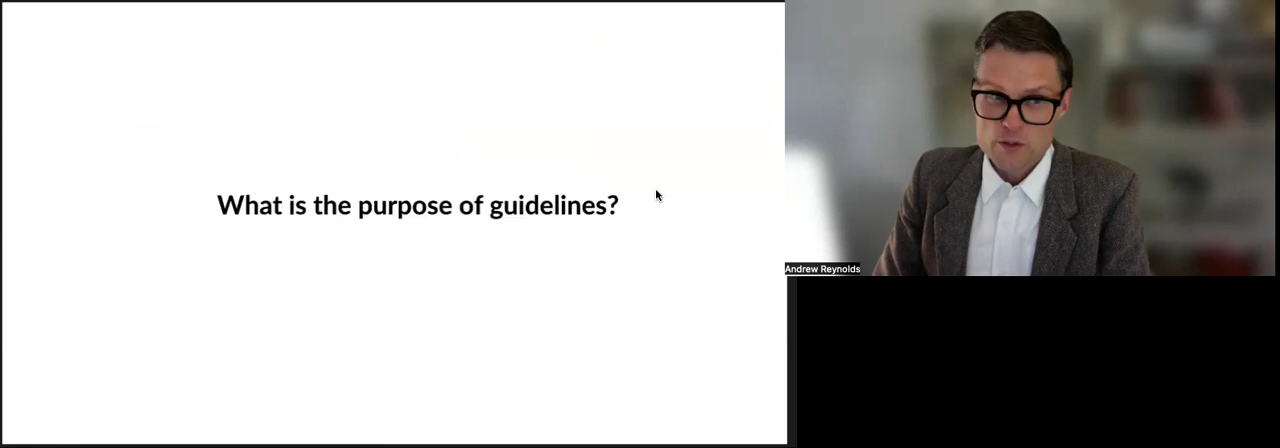 What is the purpose of guidelines?
Andrew Reynolds